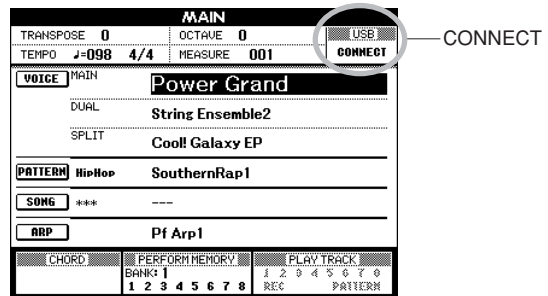 MAIN
TRANSPOSE 0 OCTAVE 0 USB
TEMPO ♩=098 4/4 MEASURE 001 CONNECT
CONNECT
VOICE MAIN Power Grand
DUAL String Ensemble2
SPLIT Cool! Galaxy EP
PATTERN HipHop SouthernRap1
SONG *** ---
ARP Pf Arp1
CHORD PERFORM MEMORY PLAY TRACK
BANK: 1 1 2 3 4 5 6 7 8
1 2 3 4 5 6 7 8 REC PATTERN